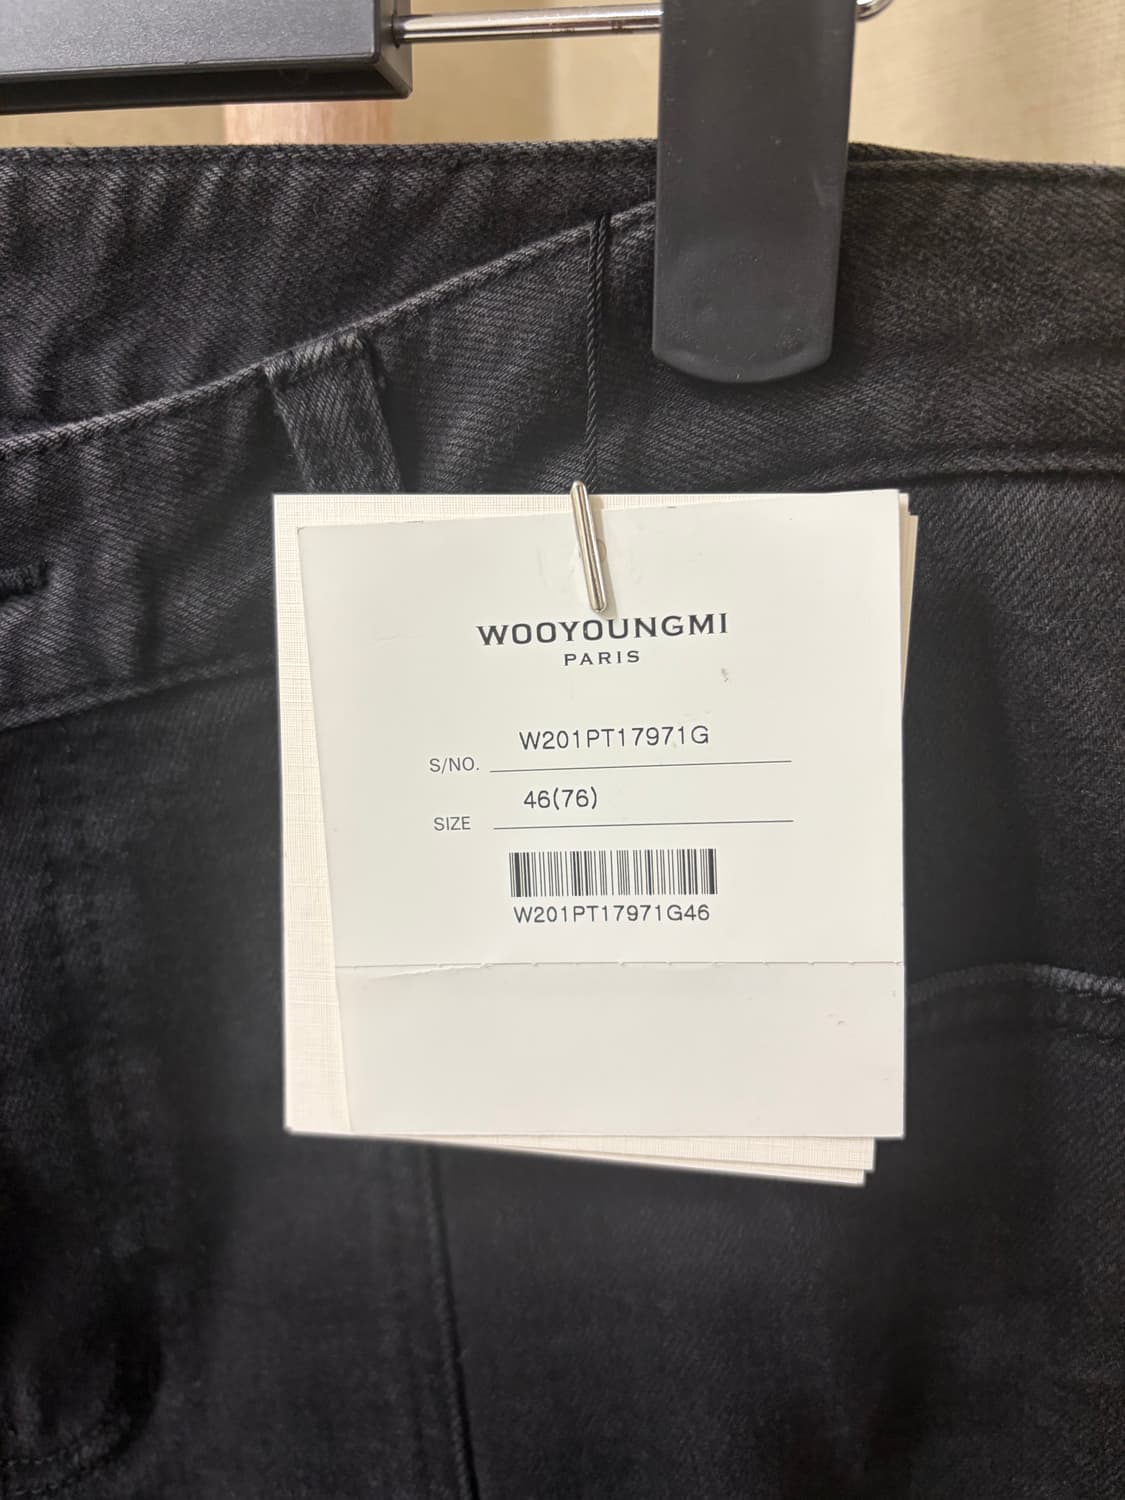 WOOYOUNGMI
PARIS
S/NO. W201PT17971G
SIZE 46(76)
W201PT17971G46